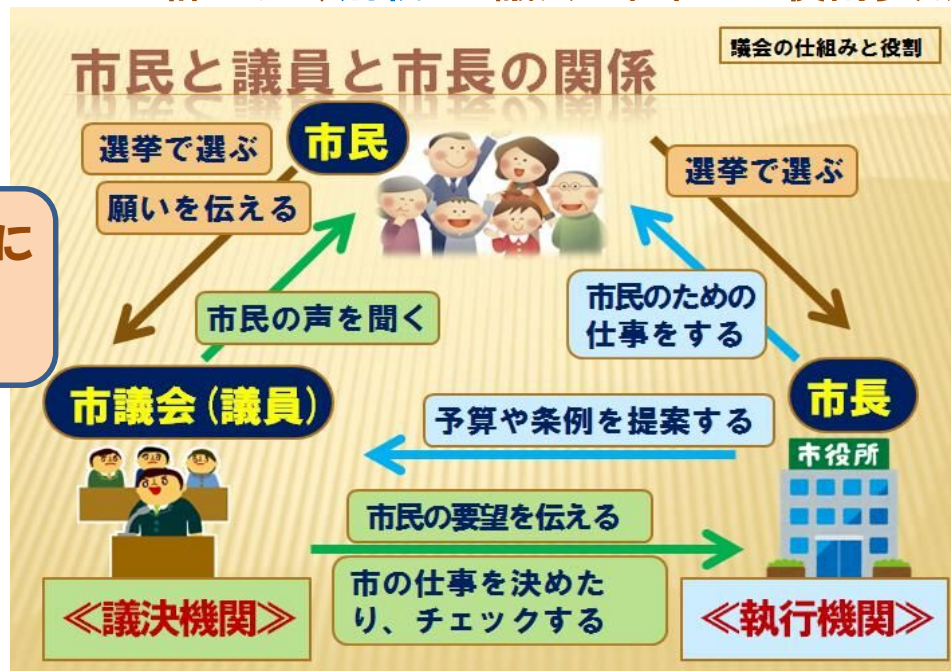 議会の仕組みと役割
市民と議員と市長の関係
選挙で選ぶ
市民
選挙で選ぶ
願いを伝える
に
市民の声を聞く
市民のための
仕事をする
市議会(議員)
市長
予算や条例を提案する
市役所
市民の要望を伝える
市の仕事を決めた
り、チェックする
≪議決機関≫
≪執行機関≫